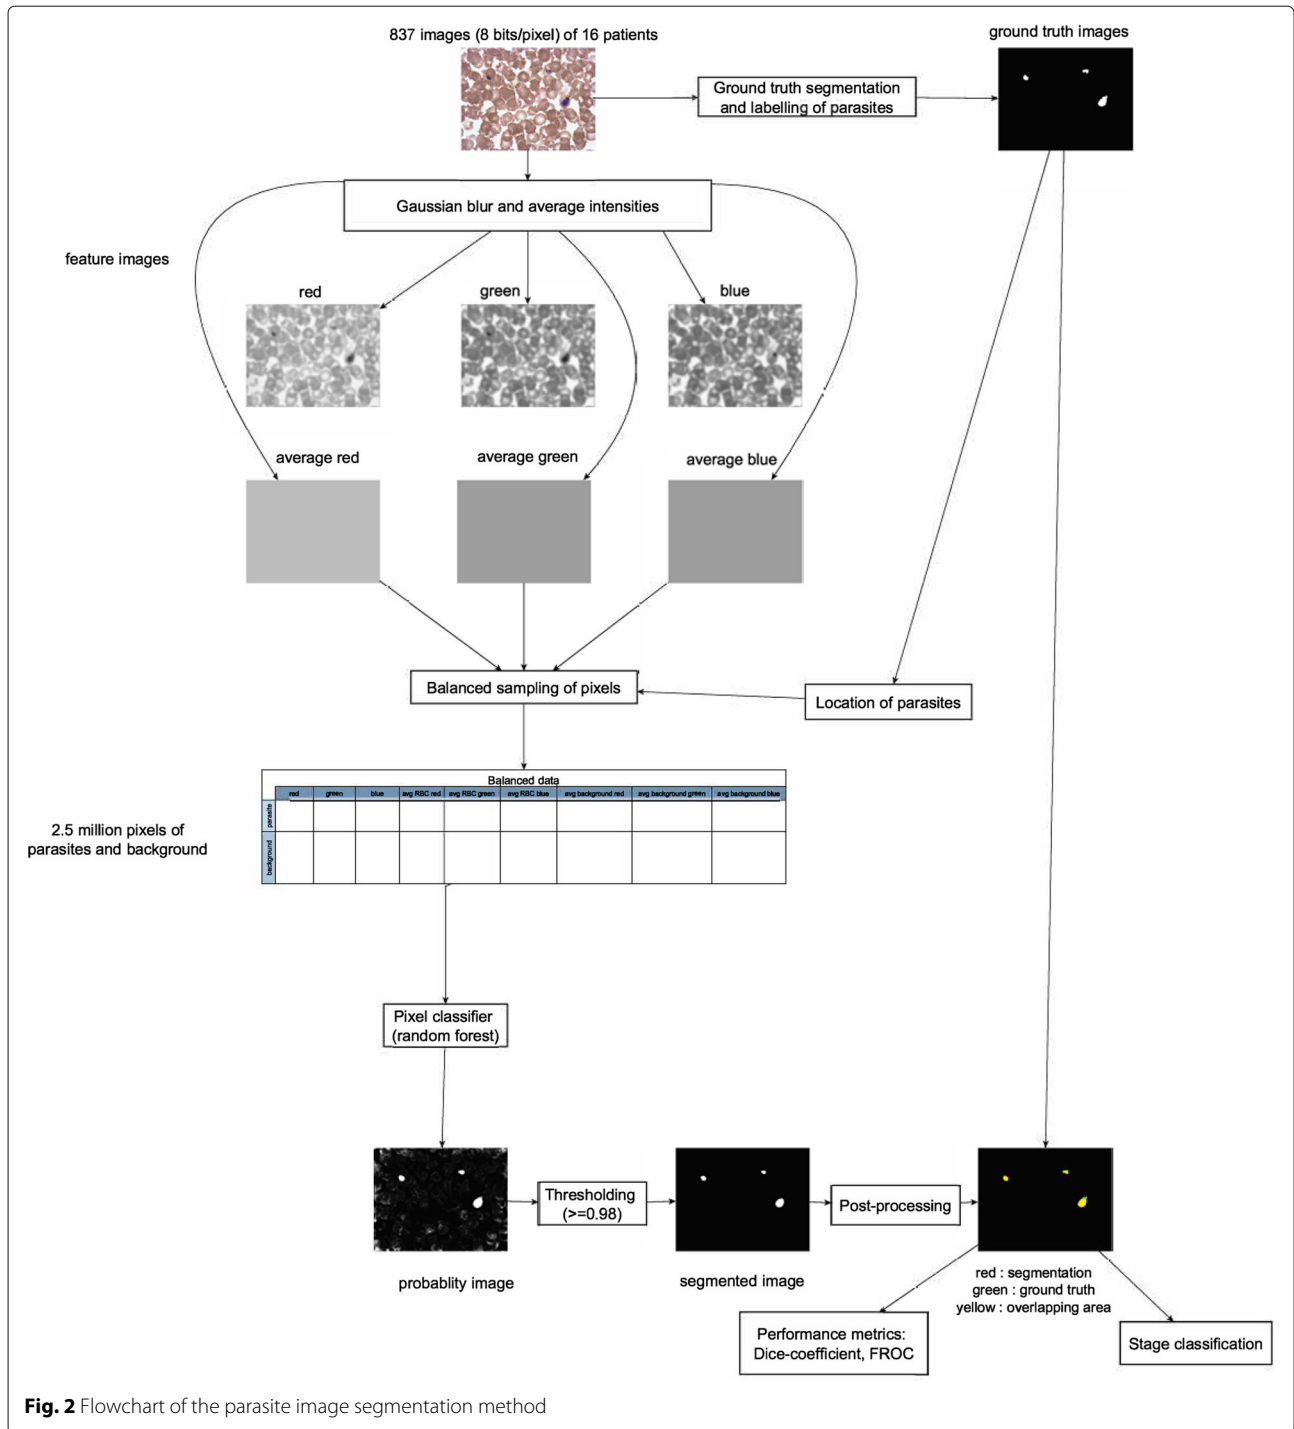 837 images (8 bits/pixel) of 16 patients
ground truth images
Ground truth segmentation
and labelling of parasites
Gaussian blur and average intensities
feature images
red
green
blue
average red
average green
average blue
Balanced sampling of pixels
Location of parasites
Balanced data
red green blue avg RBC red avg RBC green avg RBC blue avg background red avg background green avg background blue
parasite
background
2.5 million pixels of
parasites and background
Pixel classifier
(random forest)
Thresholding
(>=0.98)
Post-processing
probablity image
segmented image
red : segmentation
green : ground truth
yellow : overlapping area
Performance metrics:
Dice-coefficient, FROC
Stage classification
Fig. 2 Flowchart of the parasite image segmentation method